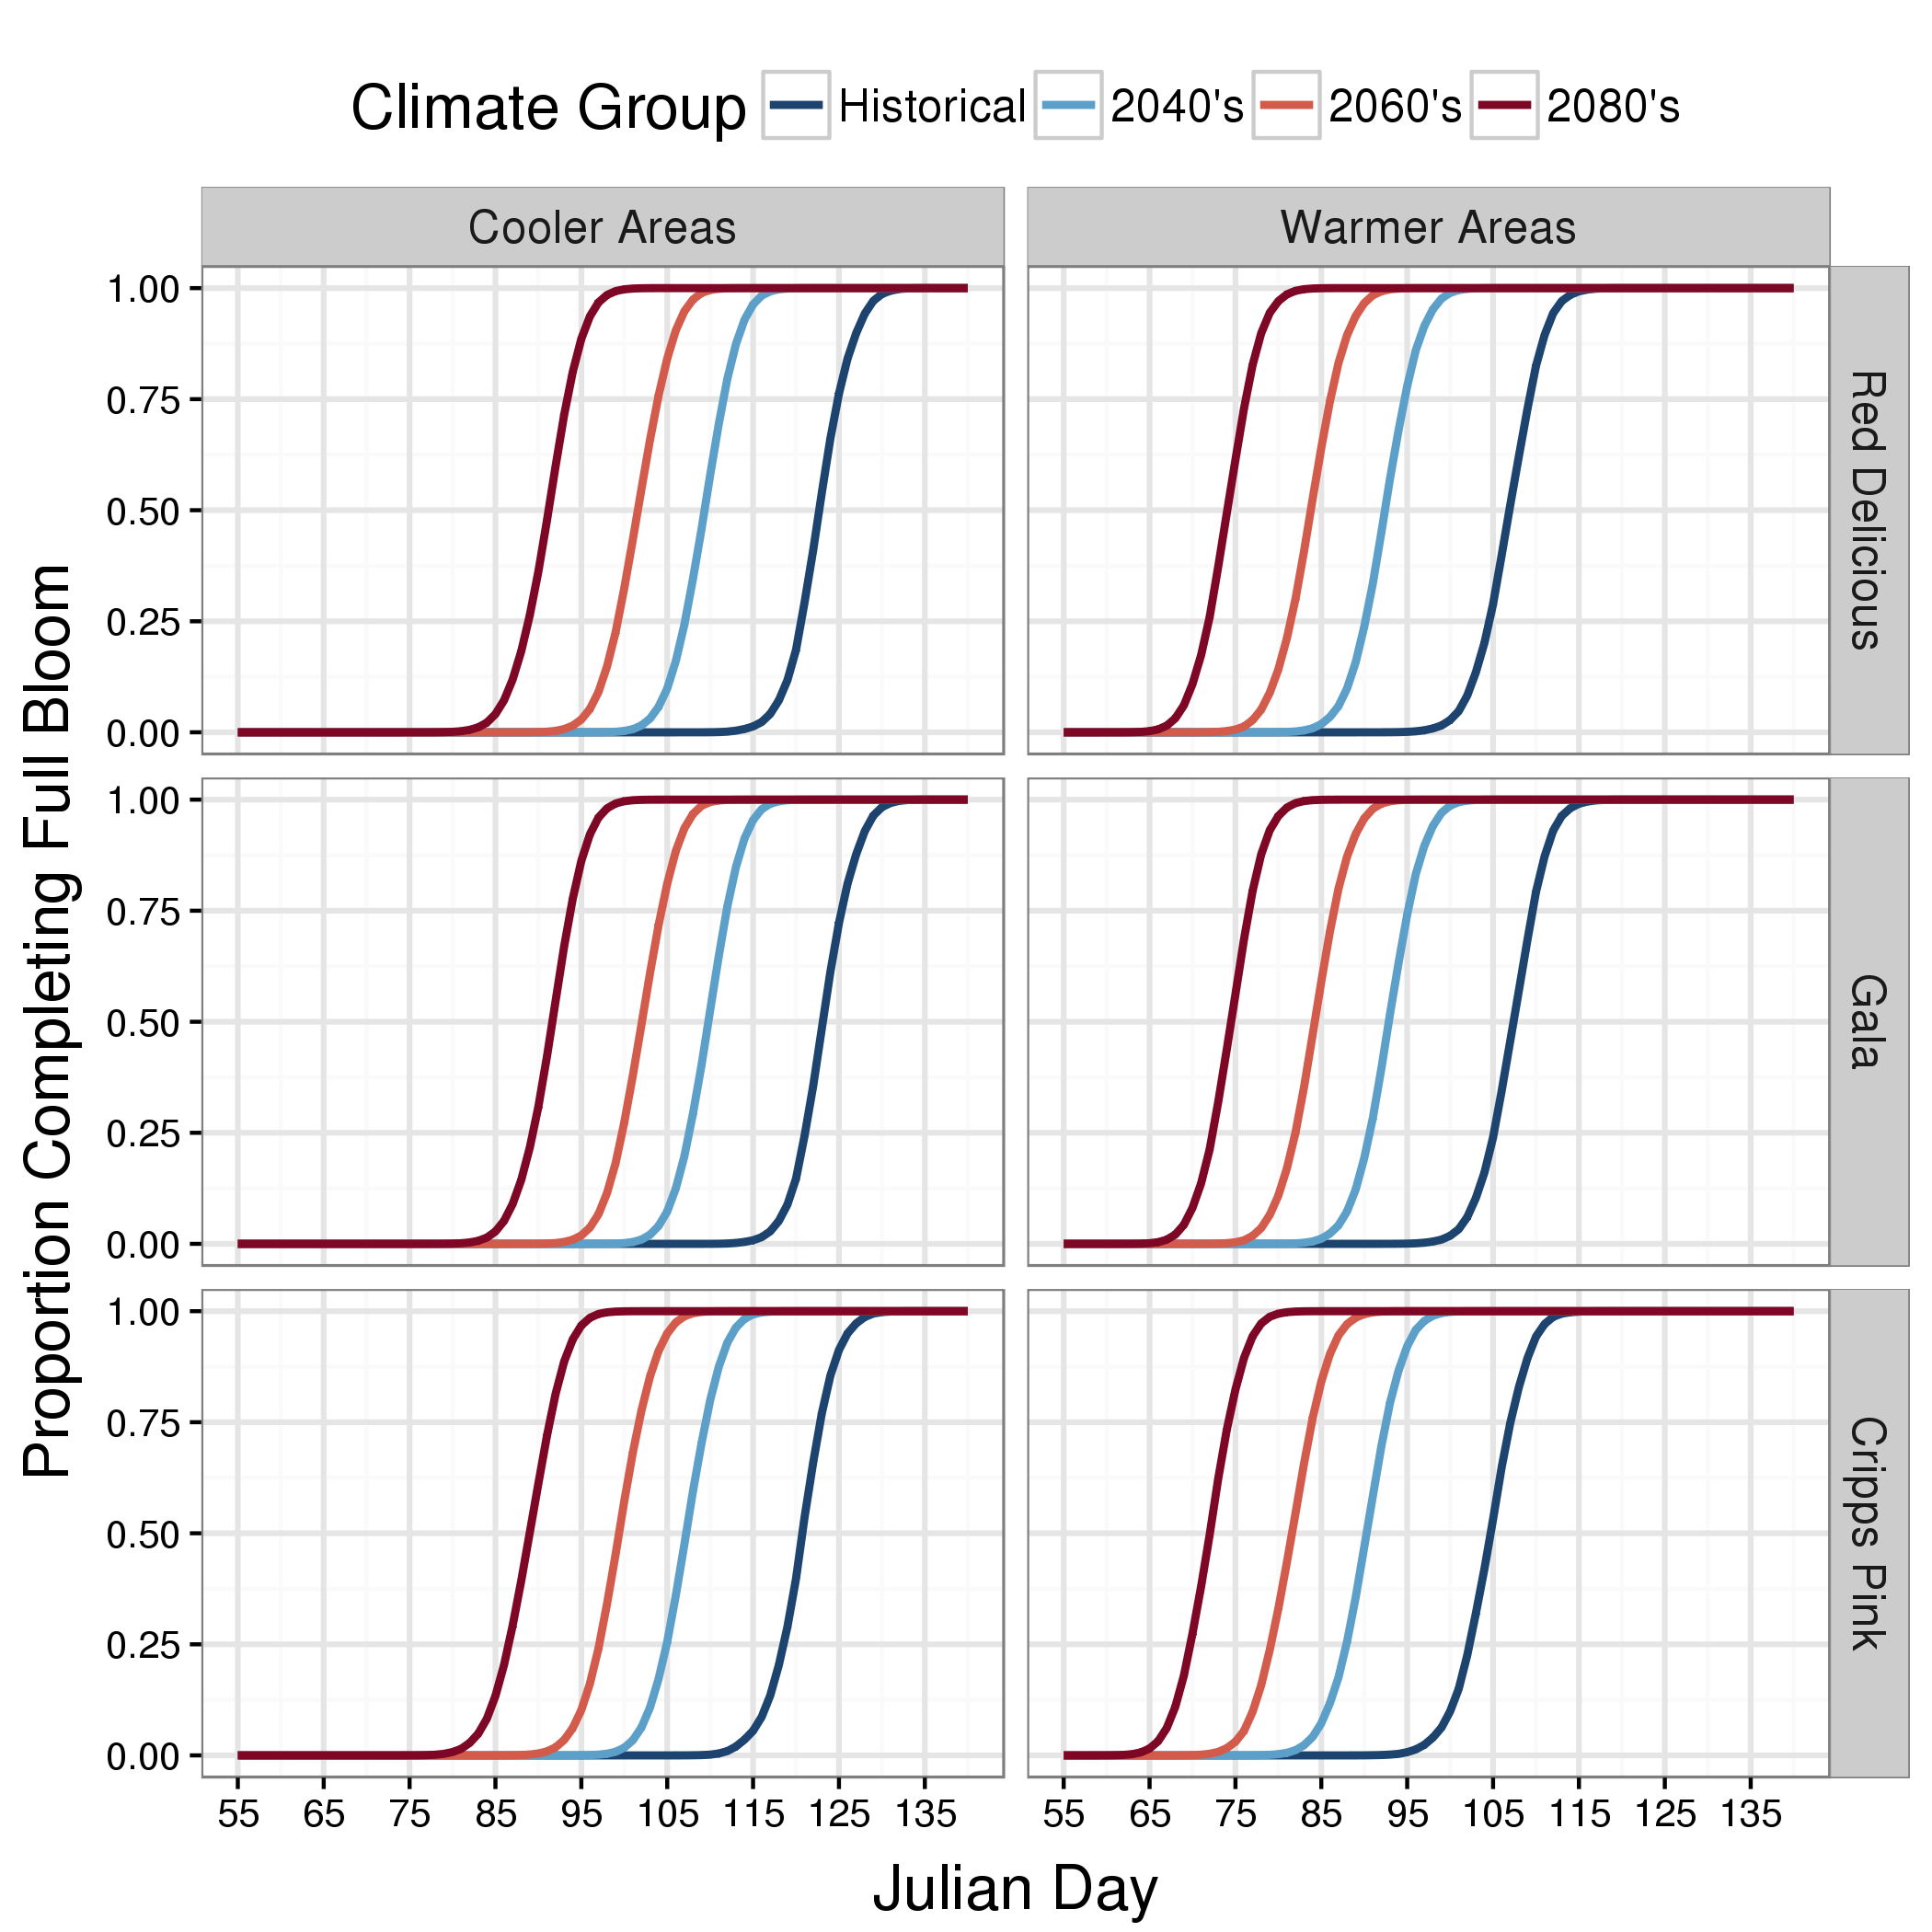 Climate Group Historical 2040's 2060's 2080's
Cooler Areas Warmer Areas
Proportion Completing Full Bloom
1.00
0.75
0.50
0.25
0.00
Red Delicious
1.00
0.75
0.50
0.25
0.00
Gala
1.00
0.75
0.50
0.25
0.00
Cripps Pink
55 65 75 85 95 105 115 125 135 55 65 75 85 95 105 115 125 135
Julian Day